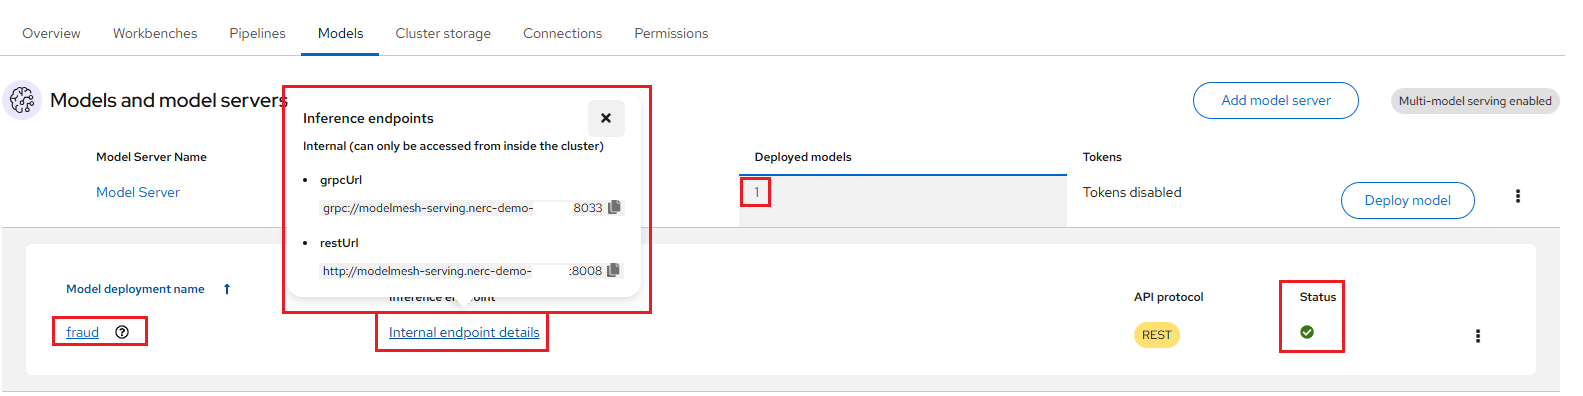 Overview Workbenches Pipelines Models Cluster storage Connections Permissions
Models and model servers
Add model server
Multi-model serving enabled
Inference endpoints
Internal (can only be accessed from inside the cluster)
grpcUrl
grpc://modelmesh-serving.nerc-demo- 8033
restUrl
http://modelmesh-serving.nerc-demo- :8008
Model Server Name Deployed models Tokens
Model Server 1 Tokens disabled Deploy model
Model deployment name Inference endpoint API protocol Status
fraud Internal endpoint details REST